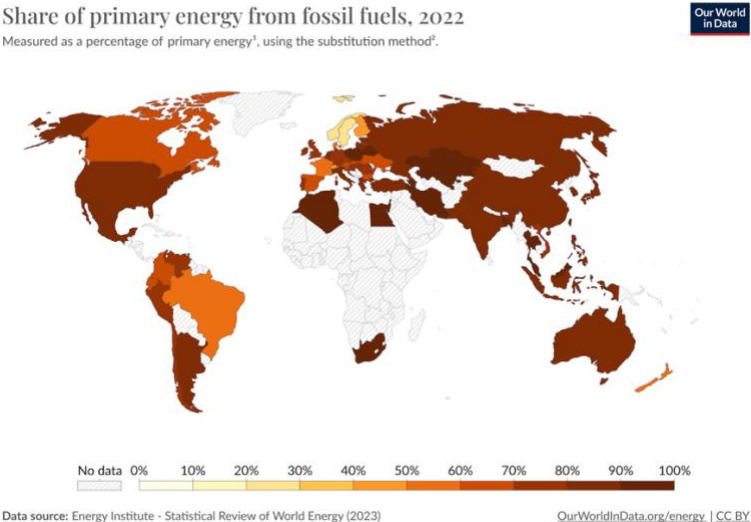 Share of primary energy from fossil fuels, 2022
Measured as a percentage of primary energy¹, using the substitution method².
Our World
in Data
No data 0% 10% 20% 30% 40% 50% 60% 70% 80% 90% 100%
Data source: Energy Institute - Statistical Review of World Energy (2023)
OurWorldInData.org/energy | CC BY